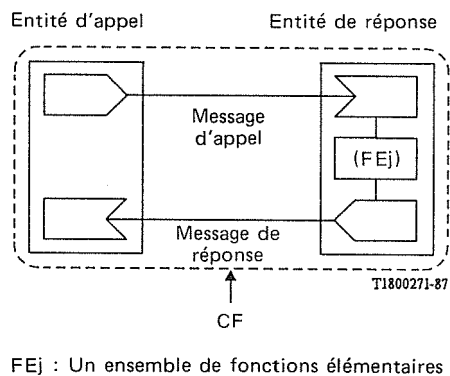 Entité d'appel
Entité de réponse
Message
d'appel
(FEj)
Message de
réponse
T1800271-87
CF
FEj : Un ensemble de fonctions élémentaires